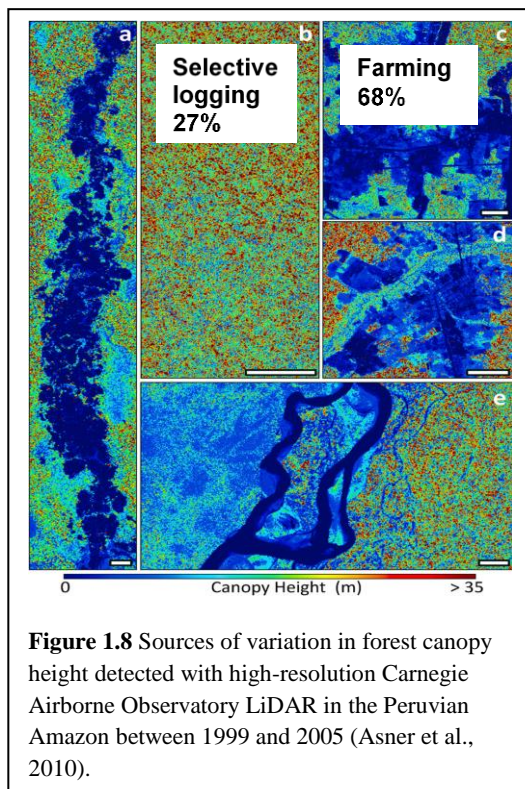 a
b
Selective
logging
27%
c
Farming
68%
d
e
0 Canopy Height (m) > 35
Figure 1.8 Sources of variation in forest canopy
height detected with high-resolution Carnegie
Airborne Observatory LiDAR in the Peruvian
Amazon between 1999 and 2005 (Asner et al.,
2010).